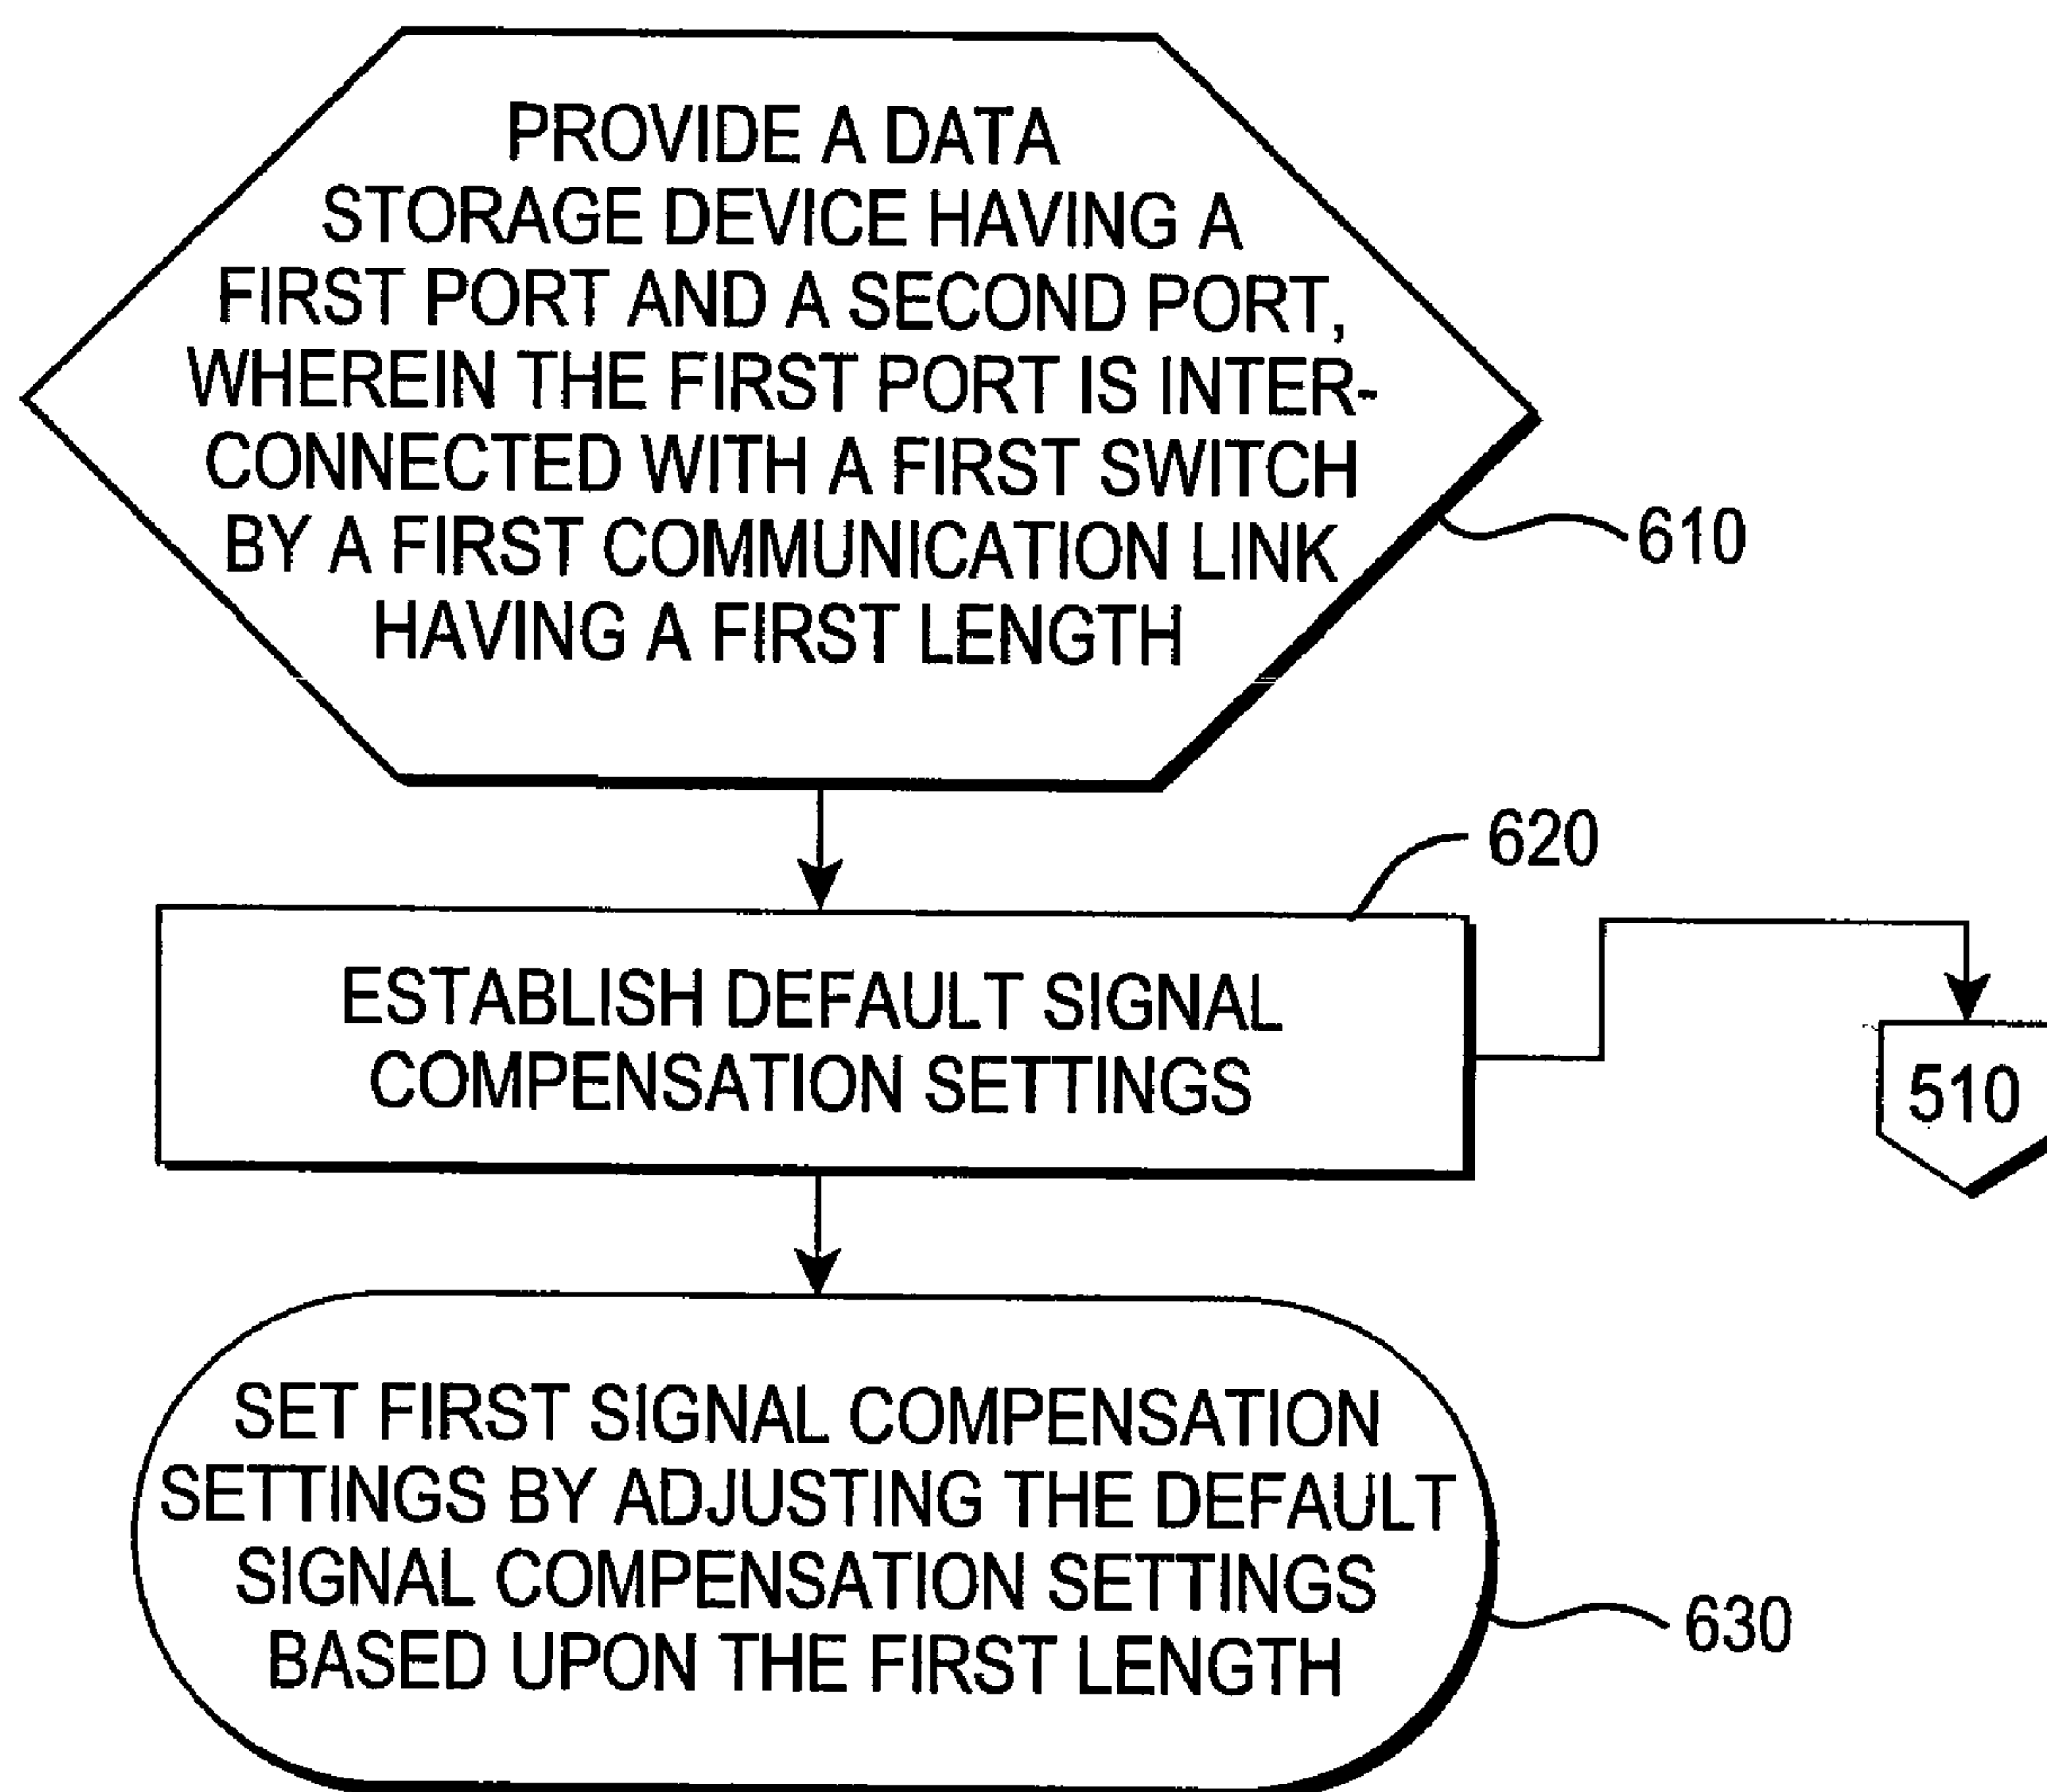 PROVIDE A DATA
STORAGE DEVICE HAVING A
FIRST PORT AND A SECOND PORT,
WHEREIN THE FIRST PORT IS INTER-
CONNECTED WITH A FIRST SWITCH
BY A FIRST COMMUNICATION LINK
HAVING A FIRST LENGTH
610
620
ESTABLISH DEFAULT SIGNAL
COMPENSATION SETTINGS
510
SET FIRST SIGNAL COMPENSATION
SETTINGS BY ADJUSTING THE DEFAULT
SIGNAL COMPENSATION SETTINGS
BASED UPON THE FIRST LENGTH
630